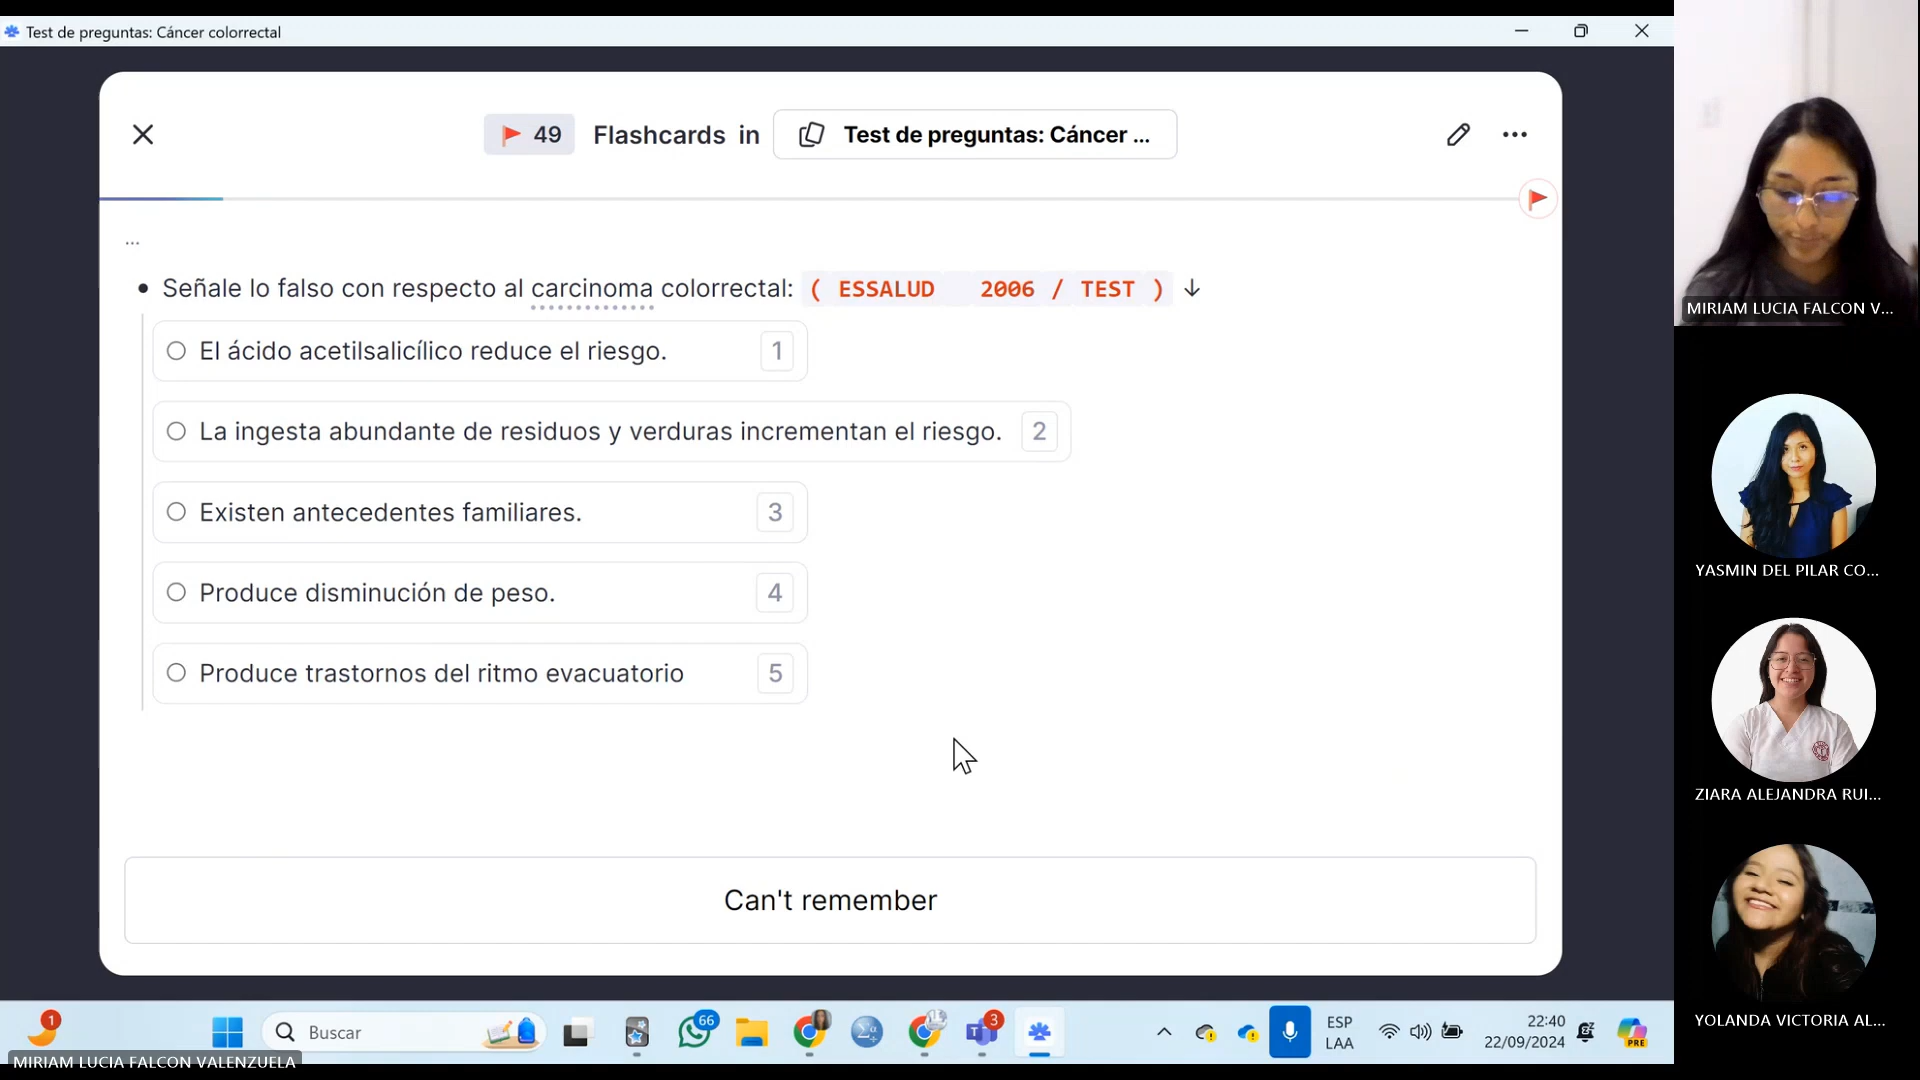 Test de preguntas: Cáncer colorrectal
49 Flashcards in Test de preguntas: Cáncer ...
...
• Señale lo falso con respecto al carcinoma colorrectal: ( ESSALUD 2006 / TEST ) ↓
El ácido acetilsalicílico reduce el riesgo. 1
La ingesta abundante de residuos y verduras incrementan el riesgo. 2
Existen antecedentes familiares. 3
Produce disminución de peso. 4
Produce trastornos del ritmo evacuatorio 5
Can't remember
MIRIAM LUCIA FALCON V...
YASMIN DEL PILAR CO...
ZIARA ALEJANDRA RUI...
YOLANDA VICTORIA AL...
1
Buscar
66
3
ESP
LAA
22:40
22/09/2024
PRE
MIRIAM LUCIA FALCON VALENZUELA